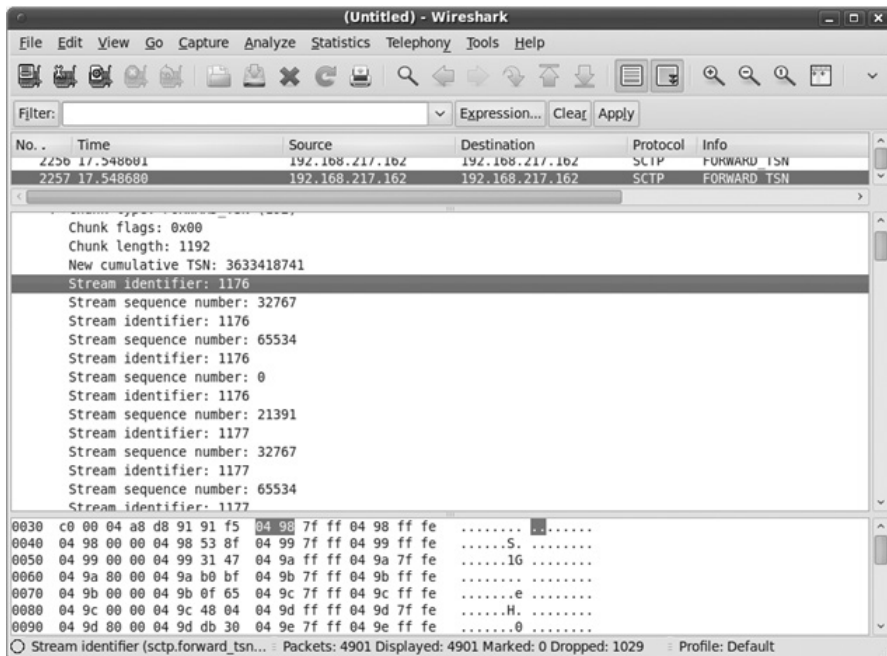 (Untitled) - Wireshark
File Edit View Go Capture Analyze Statistics Telephony Tools Help
Filter: Expression... Clear Apply
No. . Time Source Destination Protocol Info
2256 17.548601 192.168.217.162 192.168.217.162 SCTP FORWARD_TSN
2257 17.548680 192.168.217.162 192.168.217.162 SCTP FORWARD_TSN
Chunk flags: 0x00
Chunk length: 1192
New cumulative TSN: 3633418741
Stream identifier: 1176
Stream sequence number: 32767
Stream identifier: 1176
Stream sequence number: 65534
Stream identifier: 1176
Stream sequence number: 0
Stream identifier: 1176
Stream sequence number: 21391
Stream identifier: 1177
Stream sequence number: 32767
Stream identifier: 1177
Stream sequence number: 65534
Stream identifier: 1177
0030 c0 00 04 a8 d8 91 91 f5 04 98 7f ff 04 98 ff fe ........ ........
0040 04 98 00 00 04 98 53 8f 04 99 7f ff 04 99 ff fe ......S. ........
0050 04 99 00 00 04 99 31 47 04 9a ff ff 04 9a 7f fe ......1G ........
0060 04 9a 80 00 04 9a b0 bf 04 9b 7f ff 04 9b ff fe ........ ........
0070 04 9b 00 00 04 9b 0f 65 04 9c 7f ff 04 9c ff fe .......e ........
0080 04 9c 00 00 04 9c 48 04 04 9d ff ff 04 9d 7f fe ......H. ........
0090 04 9d 80 00 04 9d db 30 04 9e 7f ff 04 9e ff fe .......0 ........
Stream identifier (sctp.forward_tsn... Packets: 4901 Displayed: 4901 Marked: 0 Dropped: 1029 Profile: Default